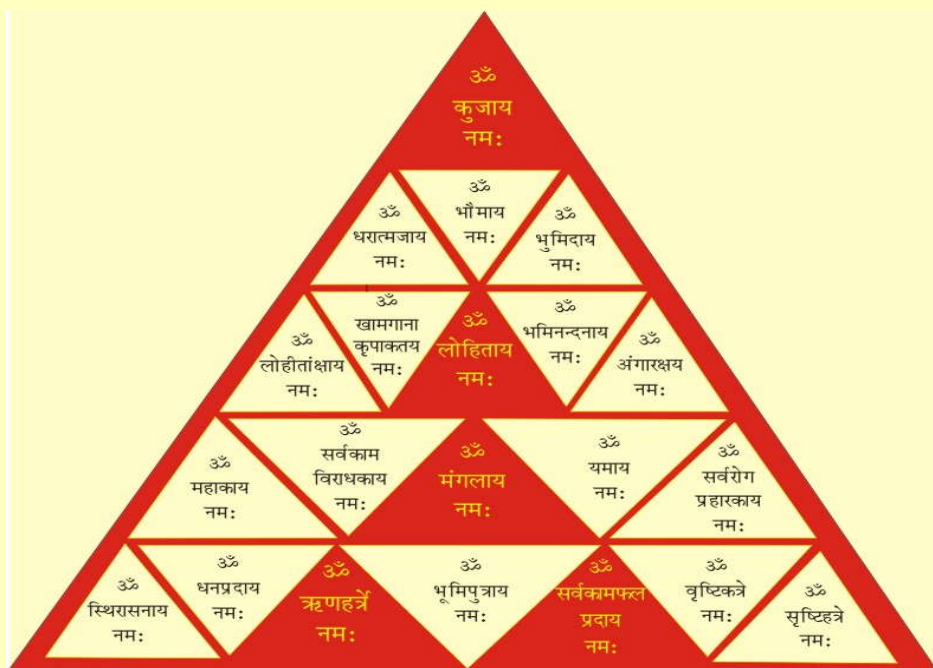 ॐ
कुजाय
नम:
ॐ
धरात्मजाय
नम:
ॐ
भौमाय
नम:
ॐ
भुमिदाय
नम:
ॐ
लोहीतांक्षाय
नम:
ॐ
खामगाना
कृपाकतय
नम:
ॐ
लोहिताय
नम:
ॐ
भमिनन्दनाय
नम:
ॐ
अंगारक्षय
नम:
ॐ
महाकाय
नम:
ॐ
सर्वकाम
विराधकाय
नम:
ॐ
मंगलाय
नम:
ॐ
यमाय
नम:
ॐ
सर्वरोग
प्रहारकाय
नम:
ॐ
स्थिरासनाय
नम:
ॐ
धनप्रदाय
नम:
ॐ
ऋणहर्त्रे
नम:
ॐ
भूमिपुत्राय
नम:
ॐ
सर्वकामफल
प्रदाय
नम:
ॐ
वृष्टिकत्रे
नम:
ॐ
सृष्टिहत्रे
नम: